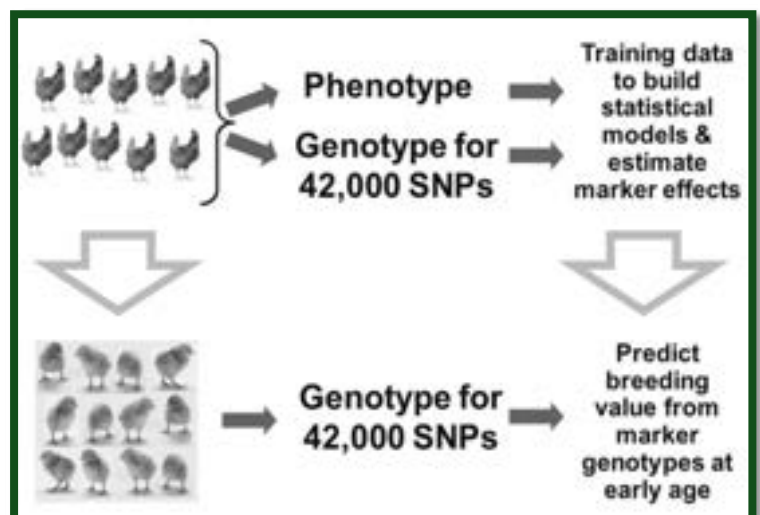 Phenotype
Genotype for
42,000 SNPs
Training data
to build
statistical
models &
estimate
marker effects
Genotype for
42,000 SNPs
Predict
breeding
value from
marker
genotypes at
early age